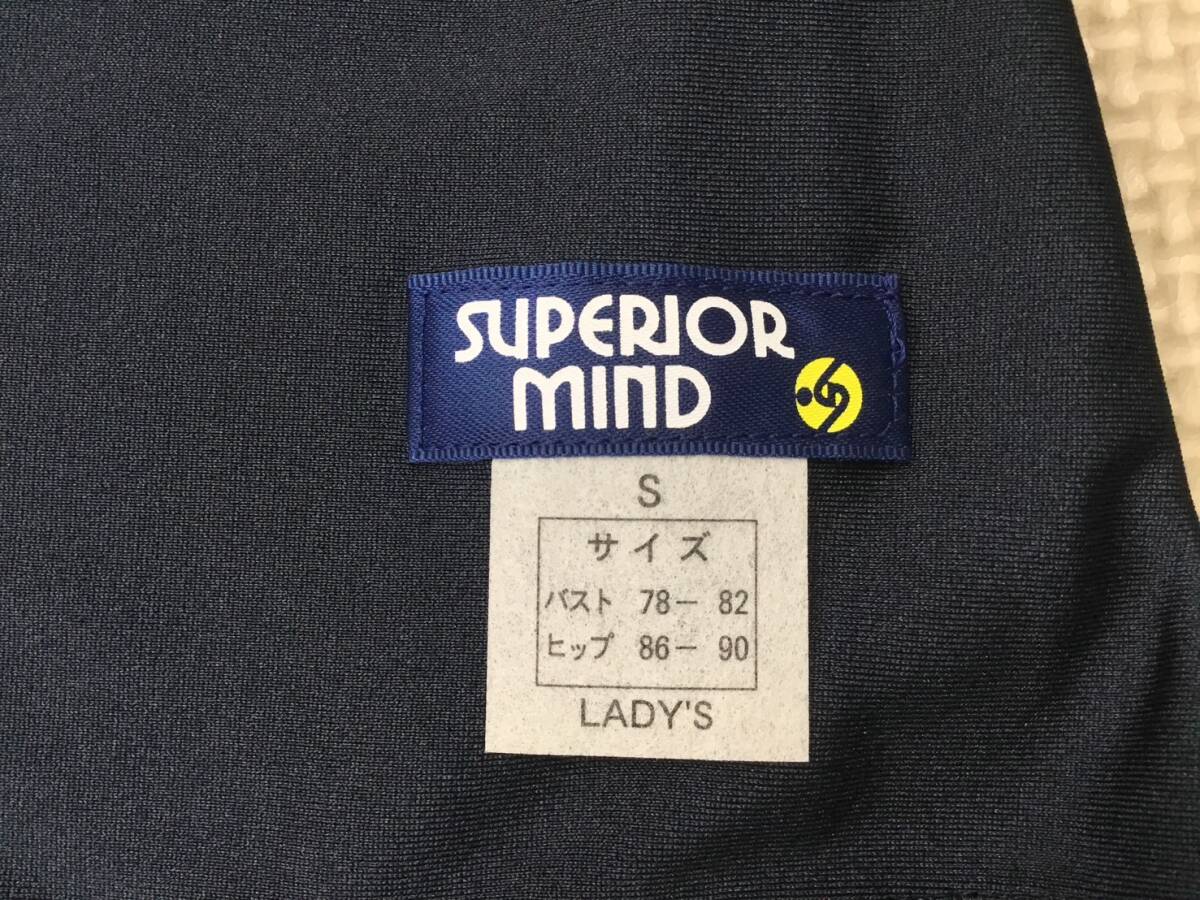 SUPERIOR
MIND
S
サイズ
バスト 78− 82
ヒップ 86− 90
LADY'S